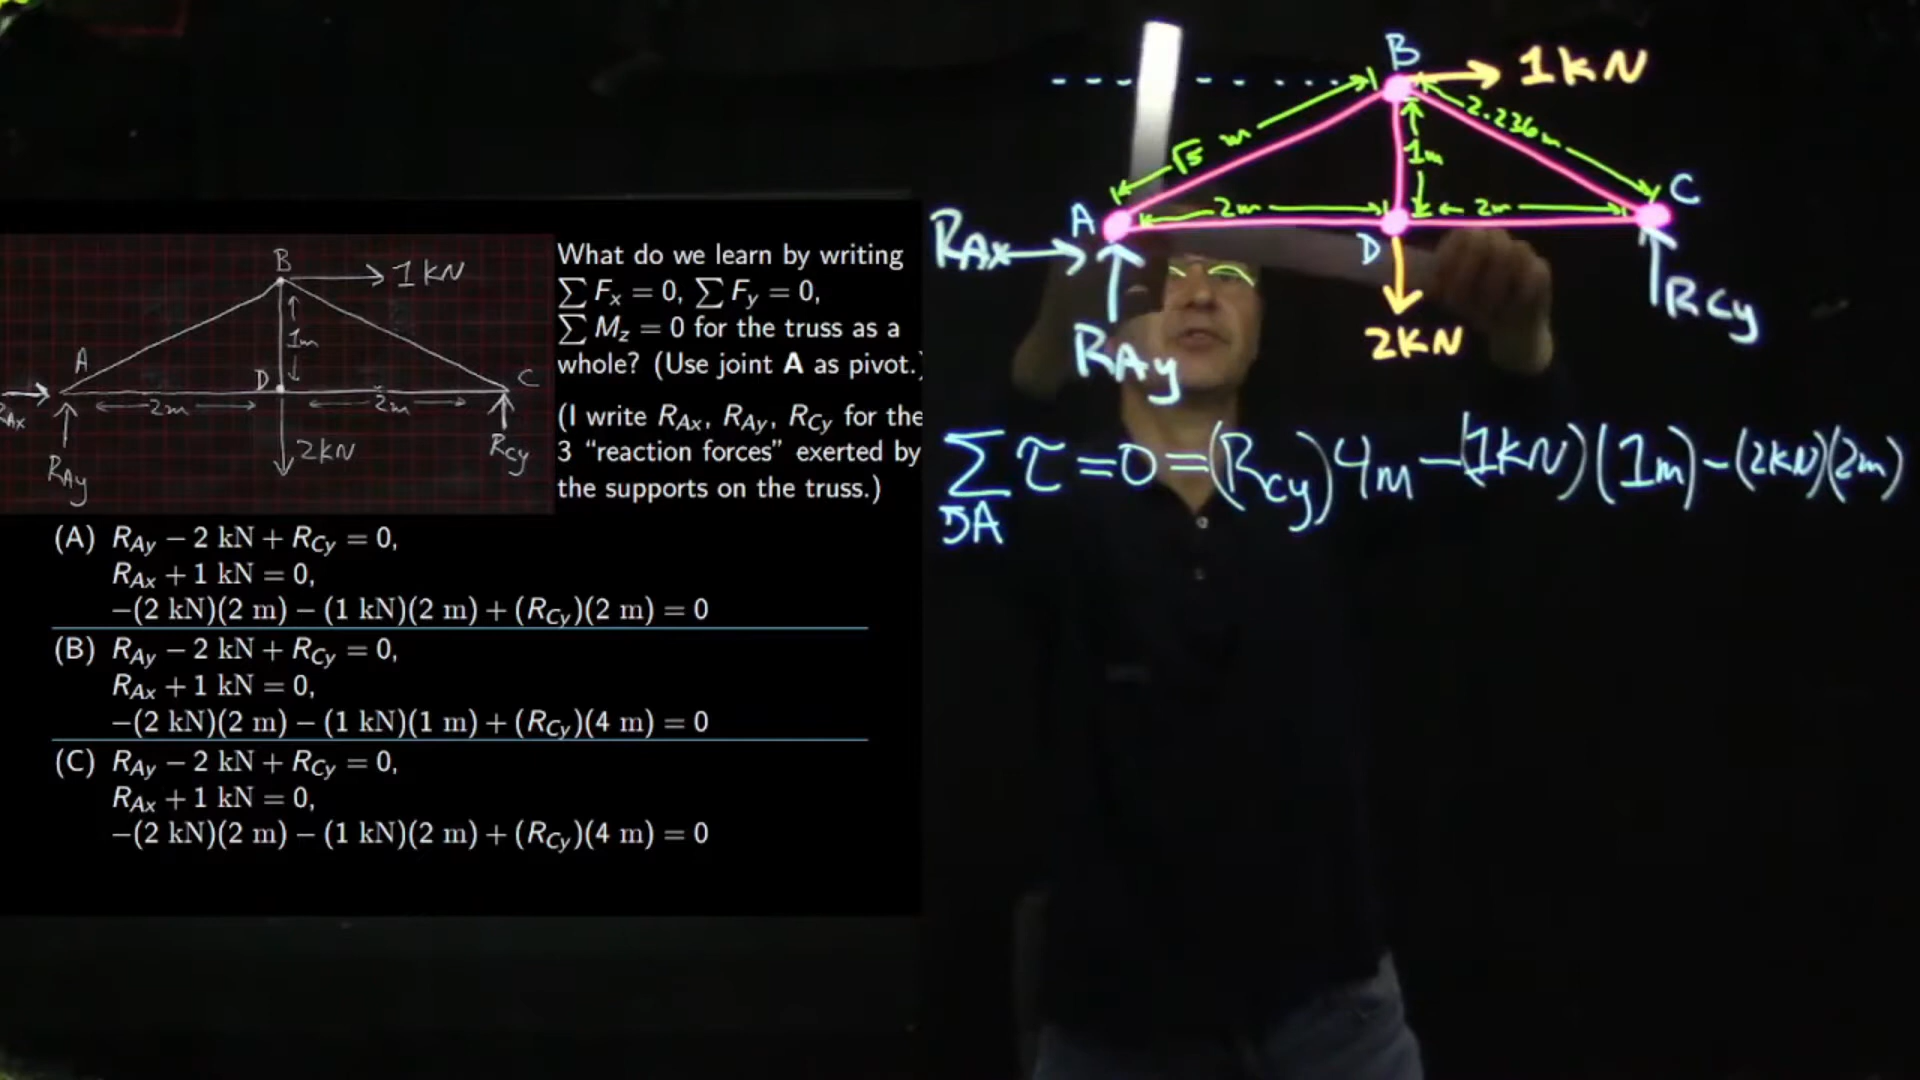 B
1kN
A
1m
D
C
2m
2m
RAx
2kN
RAy
RCy
What do we learn by writing
∑ Fx = 0, ∑ Fy = 0,
∑ Mz = 0 for the truss as a
whole? (Use joint A as pivot.)
(I write RAx, RAy, RCy for the
3 “reaction forces” exerted by
the supports on the truss.)
(A) RAy − 2 kN + RCy = 0,
RAx + 1 kN = 0,
−(2 kN)(2 m) − (1 kN)(2 m) + (RCy)(2 m) = 0
(B) RAy − 2 kN + RCy = 0,
RAx + 1 kN = 0,
−(2 kN)(2 m) − (1 kN)(1 m) + (RCy)(4 m) = 0
(C) RAy − 2 kN + RCy = 0,
RAx + 1 kN = 0,
−(2 kN)(2 m) − (1 kN)(2 m) + (RCy)(4 m) = 0
B
1kN
√5 m
2.236m
1m
A
2m
2m
C
RAx
D
RAy
2kN
RCy
∑ τ = 0 = (RCy) 4m − (1kN)(1m) − (2kN)(2m)